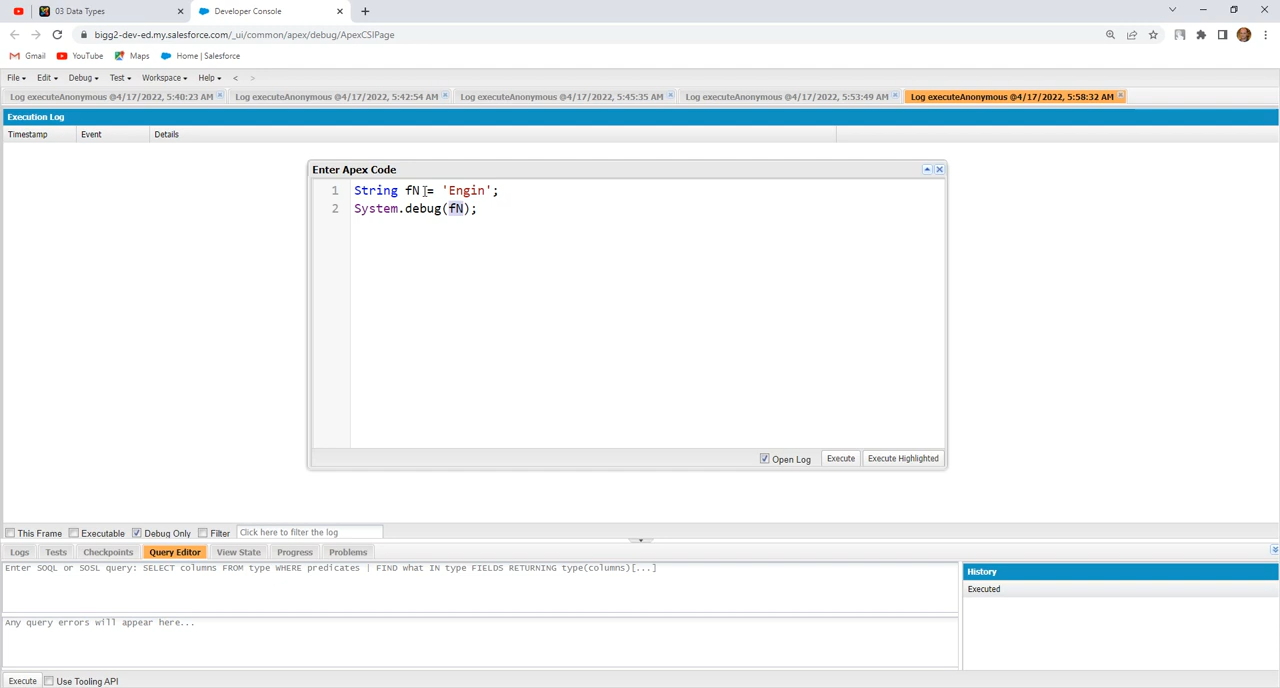 03 Data Types
Developer Console
bigg2-dev-ed.my.salesforce.com/_ui/common/apex/debug/ApexCSIPage
Gmail YouTube Maps Home | Salesforce
File Edit Debug Test Workspace Help < >
Log executeAnonymous @4/17/2022, 5:40:23 AM
Log executeAnonymous @4/17/2022, 5:42:54 AM
Log executeAnonymous @4/17/2022, 5:45:35 AM
Log executeAnonymous @4/17/2022, 5:53:49 AM
Log executeAnonymous @4/17/2022, 5:58:32 AM
Execution Log
Timestamp Event Details
Enter Apex Code
1 String fN = 'Engin';
2 System.debug(fN);
Open Log Execute Execute Highlighted
This Frame Executable Debug Only Filter Click here to filter the log
Logs Tests Checkpoints Query Editor View State Progress Problems
Enter SOQL or SOSL query: SELECT columns FROM type WHERE predicates | FIND what IN type FIELDS RETURNING type(columns)[...]
History
Executed
Any query errors will appear here...
Execute Use Tooling API